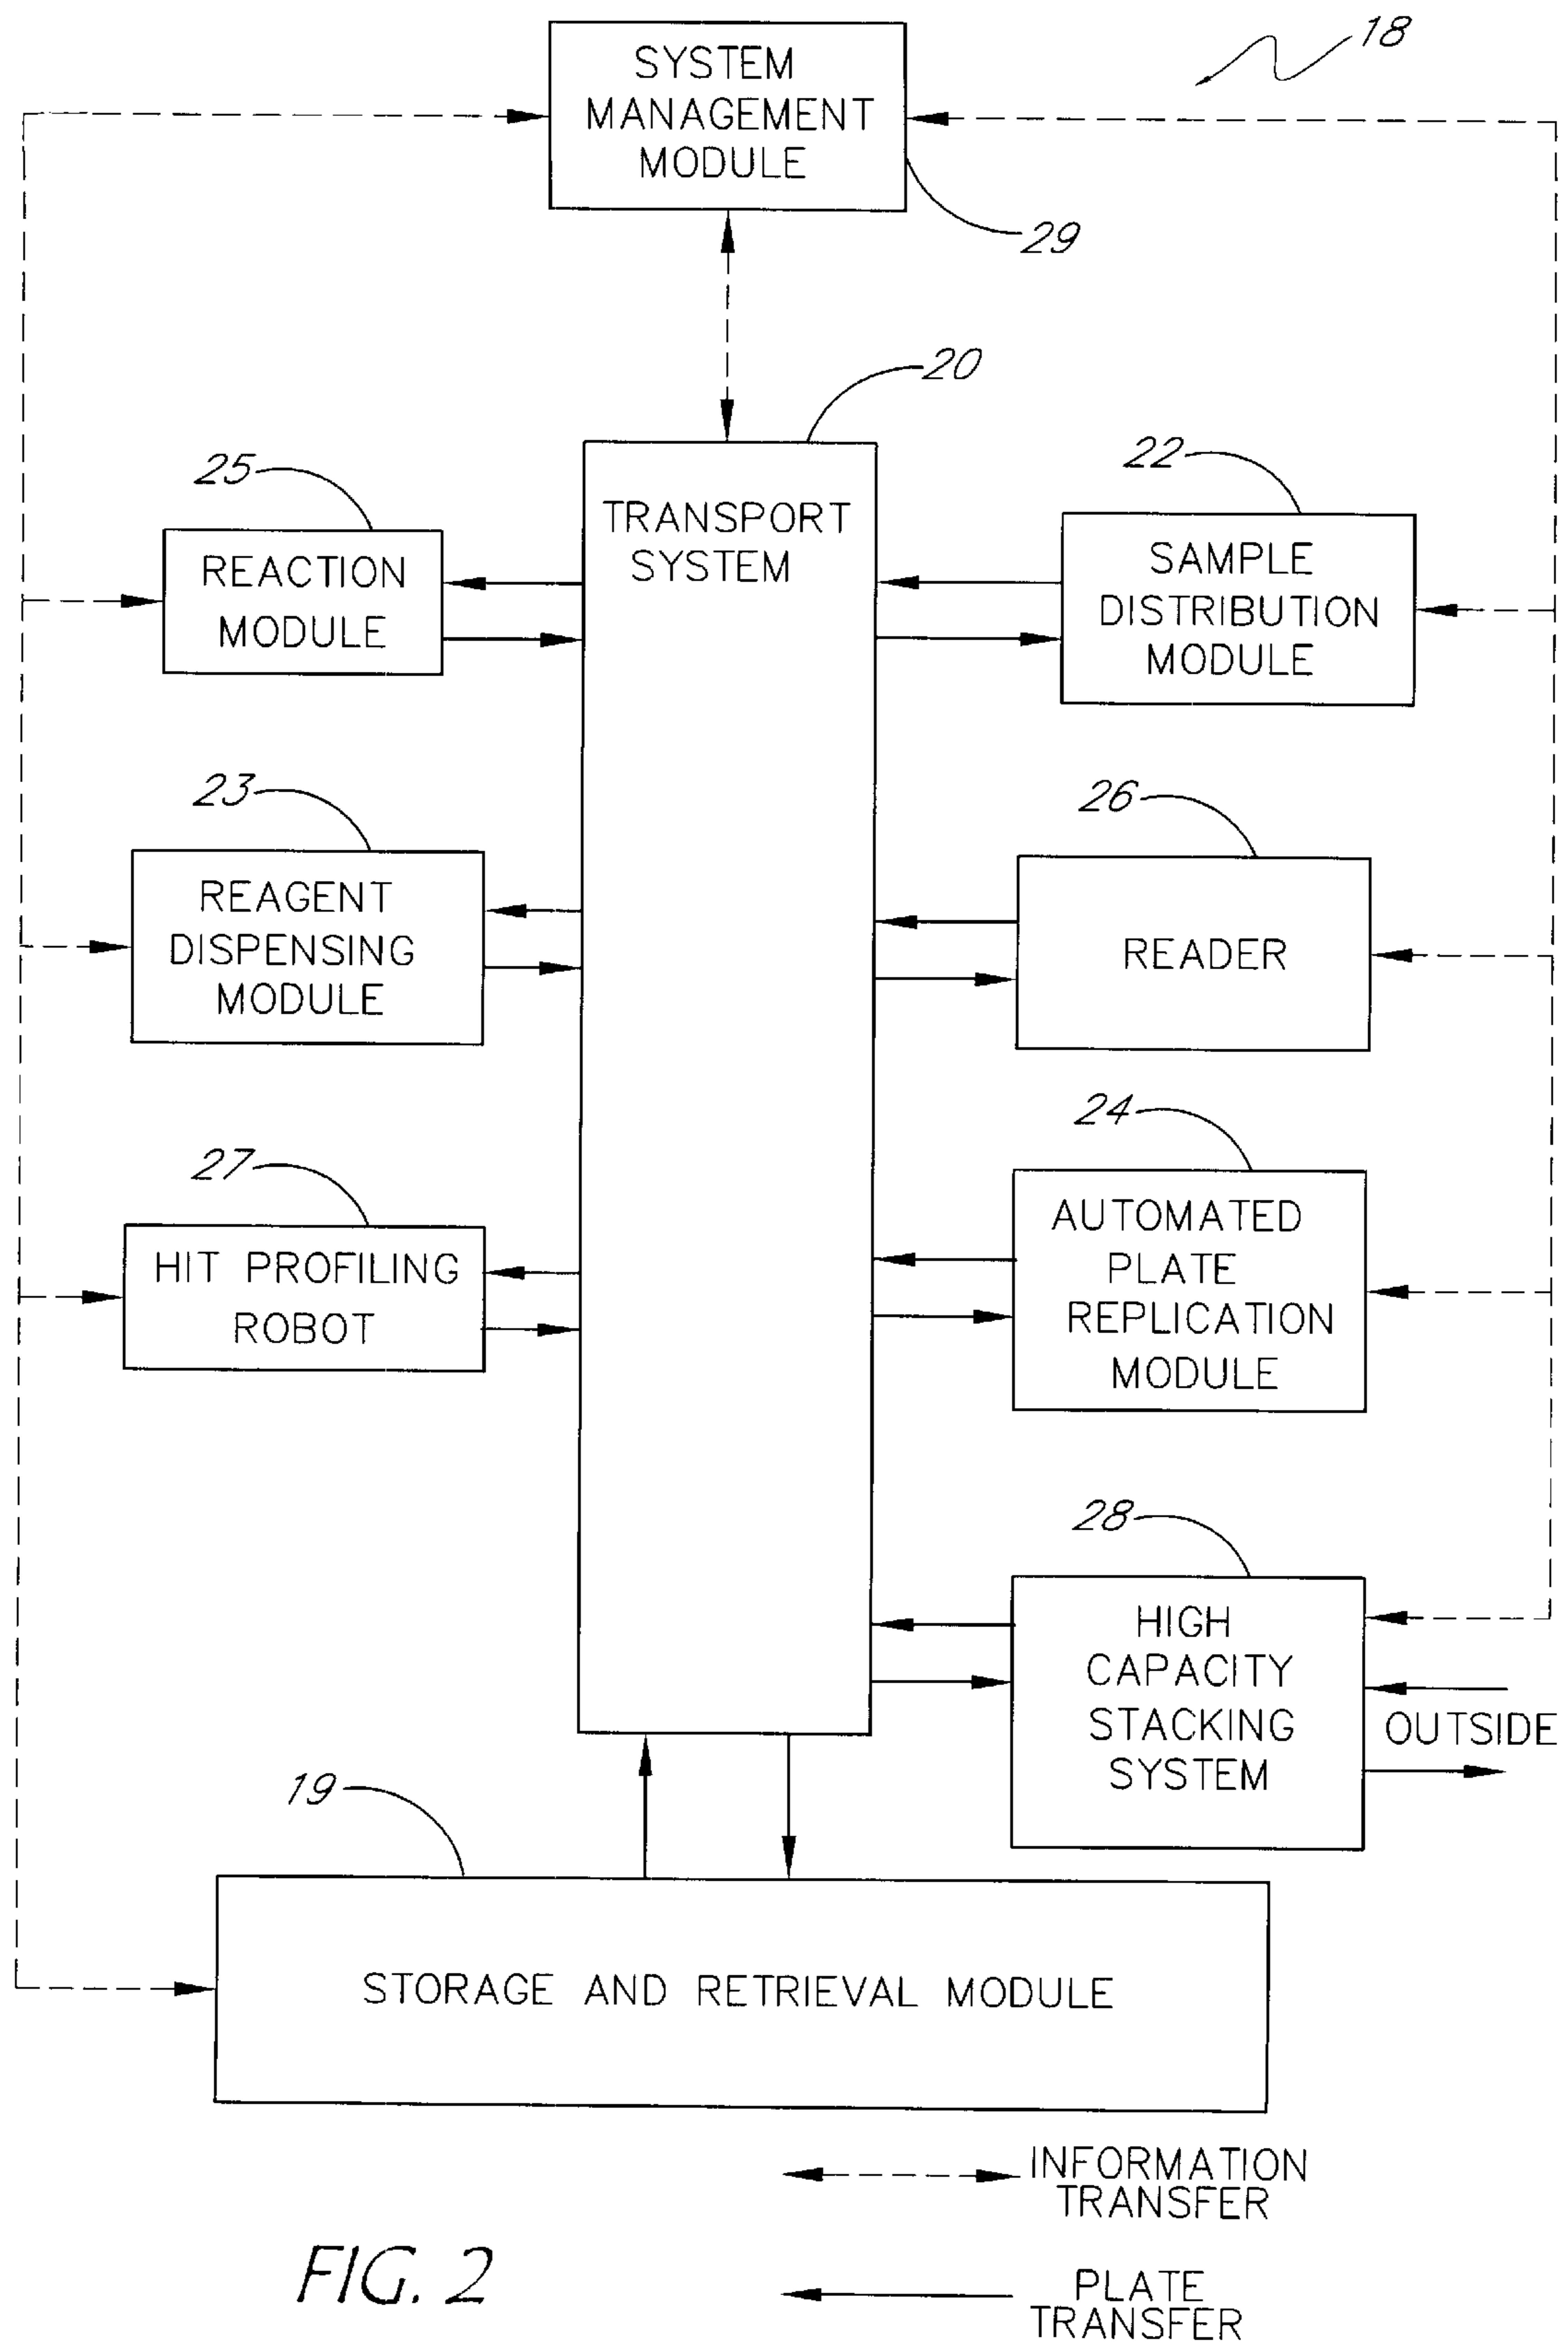 18
SYSTEM
MANAGEMENT
MODULE
29
20
25
22
TRANSPORT
SYSTEM
REACTION
MODULE
SAMPLE
DISTRIBUTION
MODULE
23
26
REAGENT
DISPENSING
MODULE
READER
24
27
AUTOMATED
PLATE
REPLICATION
MODULE
HIT PROFILING
ROBOT
28
HIGH
CAPACITY
STACKING
SYSTEM
OUTSIDE
19
STORAGE AND RETRIEVAL MODULE
INFORMATION
TRANSFER
FIG. 2
PLATE
TRANSFER